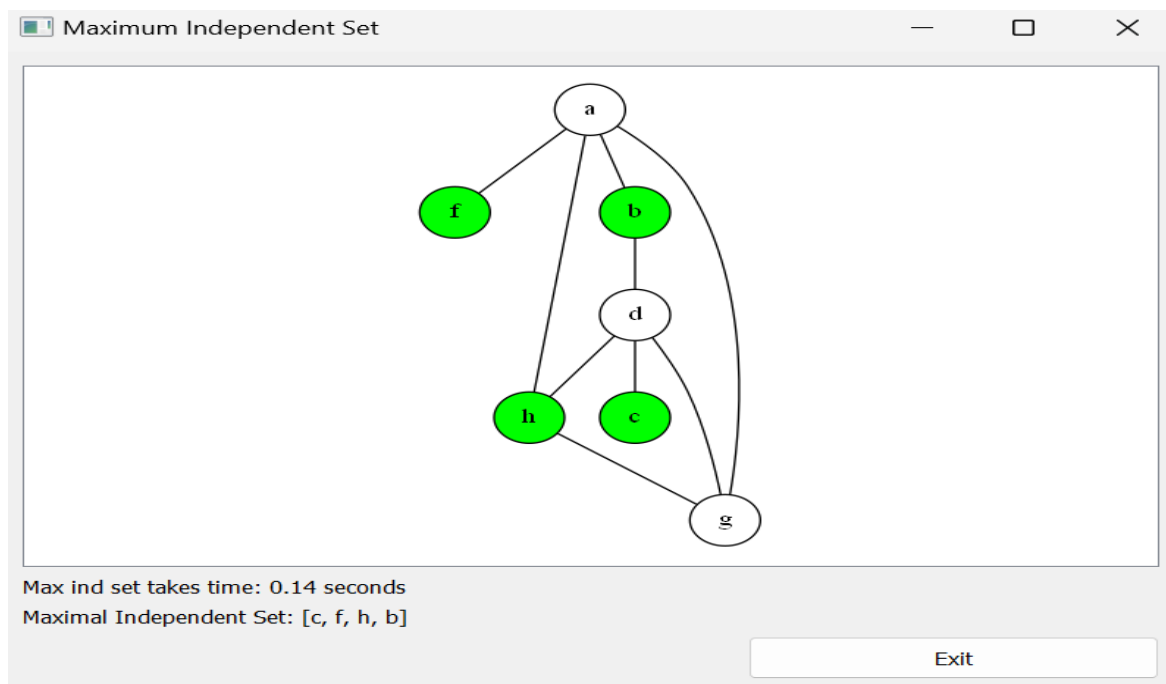 Maximum Independent Set
a
f
b
d
h
c
g
Max ind set takes time: 0.14 seconds
Maximal Independent Set: [c, f, h, b]
Exit